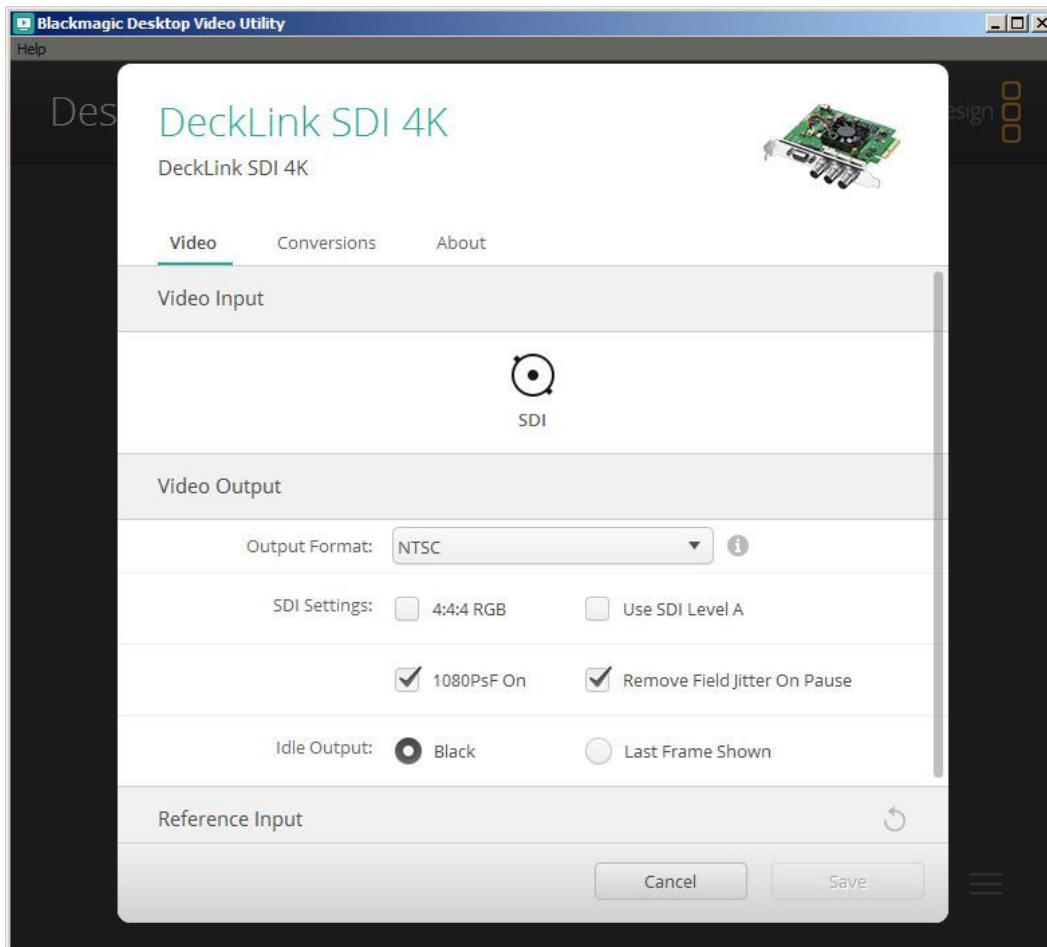 Blackmagic Desktop Video Utility
Help
Des
esign
DeckLink SDI 4K
DeckLink SDI 4K
Video Conversions About
Video Input
SDI
Video Output
Output Format: NTSC
SDI Settings: 4:4:4 RGB Use SDI Level A
1080PsF On Remove Field Jitter On Pause
Idle Output: Black Last Frame Shown
Reference Input
Cancel Save